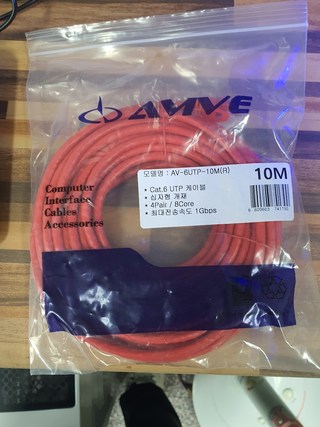 AMVE
모델명 : AV-6UTP-10M(R)
10M
• Cat.6 UTP 케이블
• 십자형 개재
• 4Pair / 8Core
• 최대전송속도 1Gbps
Computer
Interface
Cables
Accessories